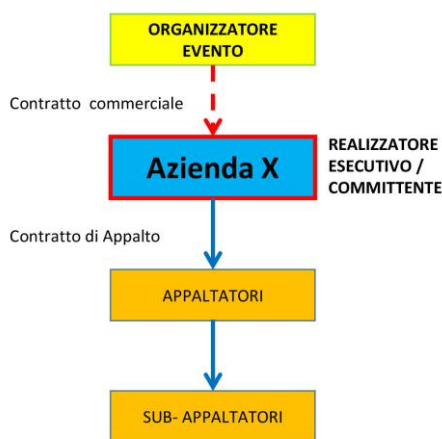 ORGANIZZATORE
EVENTO
Contratto commerciale
Azienda X
REALIZZATORE
ESECUTIVO /
COMMITTENTE
Contratto di Appalto
APPALTATORI
SUB- APPALTATORI